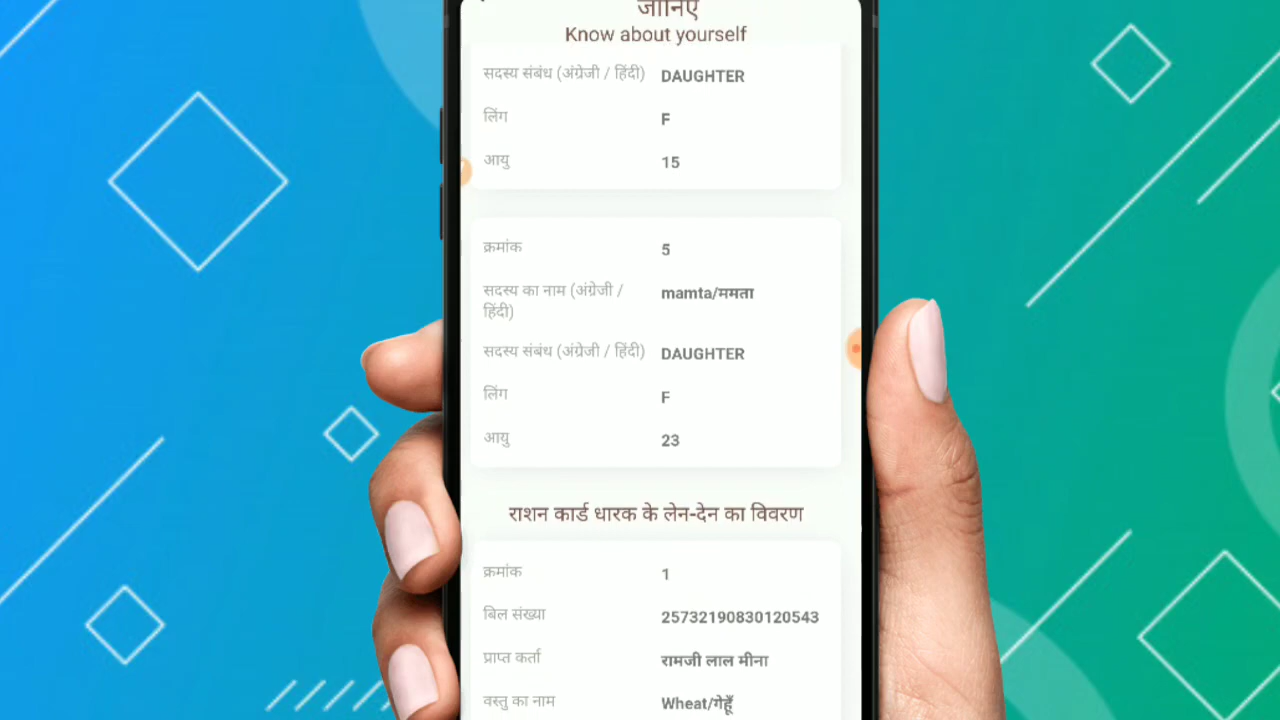 जानिए
Know about yourself
सदस्य संबंध (अंग्रेजी / हिंदी) DAUGHTER
लिंग F
आयु 15
क्रमांक 5
सदस्य का नाम (अंग्रेजी / हिंदी) mamta/ममता
सदस्य संबंध (अंग्रेजी / हिंदी) DAUGHTER
लिंग F
आयु 23
राशन कार्ड धारक के लेन-देन का विवरण
क्रमांक 1
बिल संख्या 25732190830120543
प्राप्त कर्ता रामजी लाल मीना
वस्तु का नाम Wheat/गेहूँ